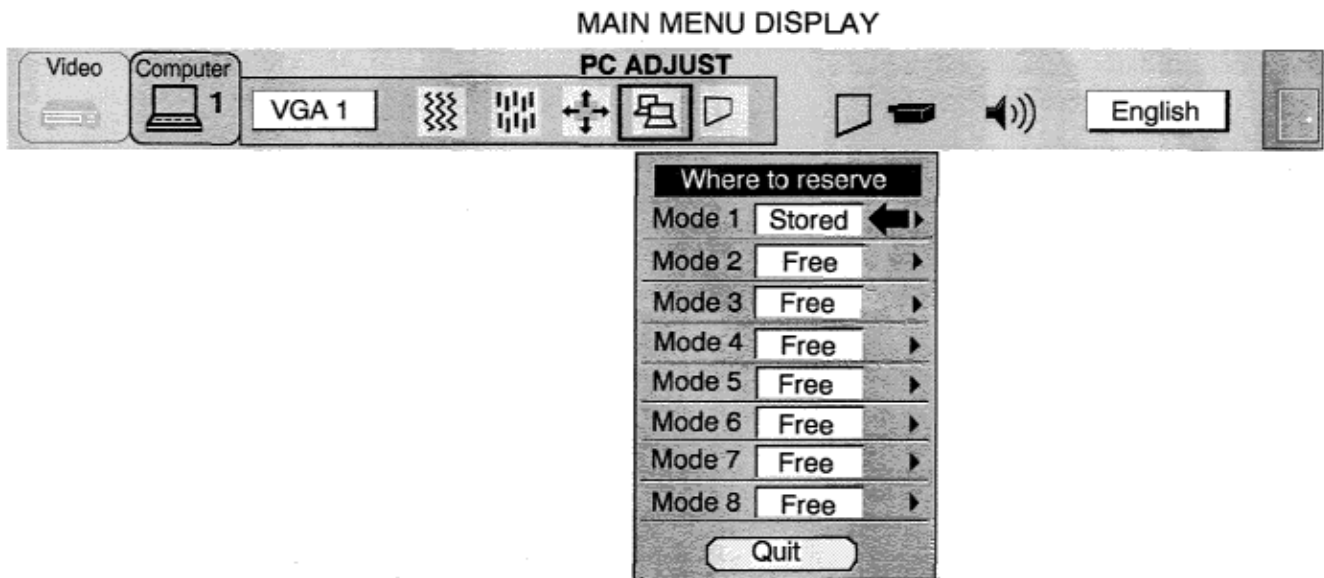 MAIN MENU DISPLAY
PC ADJUST
Video
Computer
1
VGA 1
English
Where to reserve
Mode 1 Stored
Mode 2 Free
Mode 3 Free
Mode 4 Free
Mode 5 Free
Mode 6 Free
Mode 7 Free
Mode 8 Free
Quit